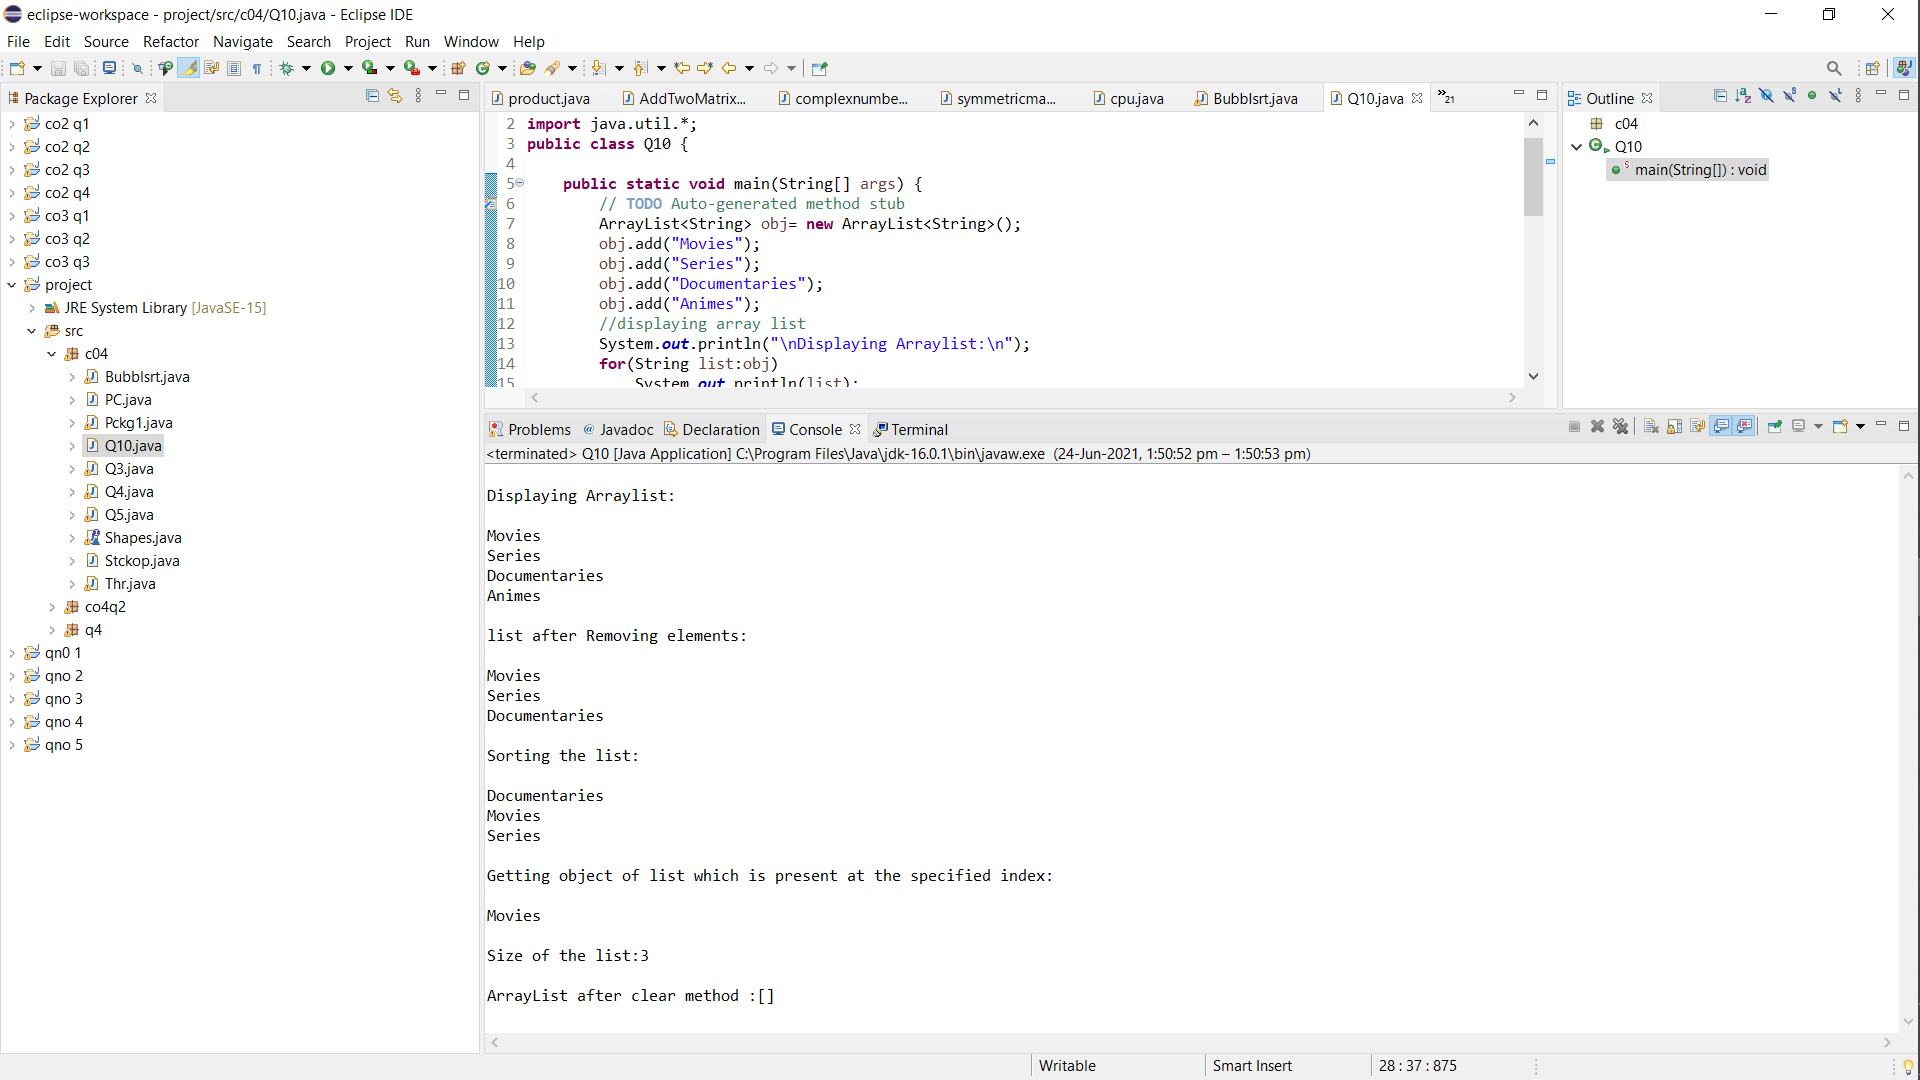 eclipse-workspace - project/src/c04/Q10.java - Eclipse IDE
File Edit Source Refactor Navigate Search Project Run Window Help
Package Explorer
co2 q1
co2 q2
co2 q3
co2 q4
co3 q1
co3 q2
co3 q3
project
JRE System Library [JavaSE-15]
src
c04
Bubblsrt.java
PC.java
Pckg1.java
Q10.java
Q3.java
Q4.java
Q5.java
Shapes.java
Stckop.java
Thr.java
co4q2
q4
qn0 1
qno 2
qno 3
qno 4
qno 5
product.java AddTwoMatrix... complexnumbe... symmetricma... cpu.java Bubblsrt.java Q10.java »21
2 import java.util.*;
3 public class Q10 {
4
5 public static void main(String[] args) {
6 // TODO Auto-generated method stub
7 ArrayList<String> obj= new ArrayList<String>();
8 obj.add("Movies");
9 obj.add("Series");
10 obj.add("Documentaries");
11 obj.add("Animes");
12 //displaying array list
13 System.out.println("\nDisplaying Arraylist:\n");
14 for(String list:obj)
15 System.out.println(list);
Outline
c04
Q10
main(String[]) : void
Problems @ Javadoc Declaration Console Terminal
<terminated> Q10 [Java Application] C:\Program Files\Java\jdk-16.0.1\bin\javaw.exe (24-Jun-2021, 1:50:52 pm – 1:50:53 pm)
Displaying Arraylist:
Movies
Series
Documentaries
Animes
list after Removing elements:
Movies
Series
Documentaries
Sorting the list:
Documentaries
Movies
Series
Getting object of list which is present at the specified index:
Movies
Size of the list:3
ArrayList after clear method :[]
Writable Smart Insert 28 : 37 : 875